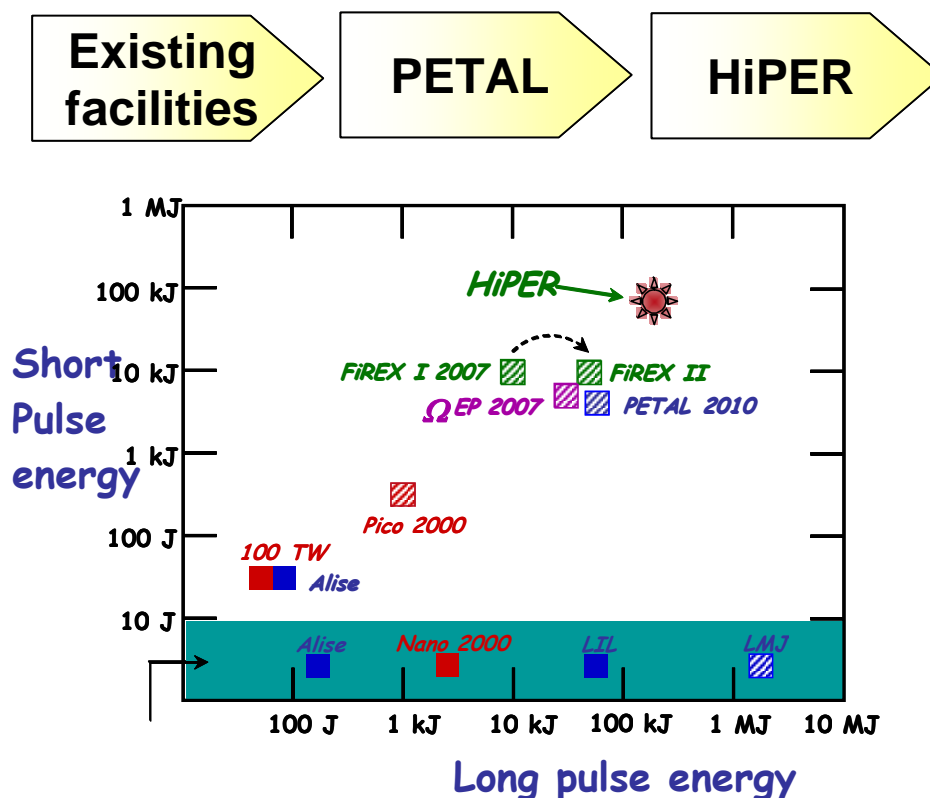 Existing
facilities
PETAL
HiPER
1 MJ
100 kJ
HiPER
Short
Pulse
energy
10 kJ
FiREX I 2007
FiREX II
Ω EP 2007
PETAL 2010
1 kJ
Pico 2000
100 J
100 TW
Alise
10 J
Alise
Nano 2000
LIL
LMJ
100 J
1 kJ
10 kJ
100 kJ
1 MJ
10 MJ
Long pulse energy